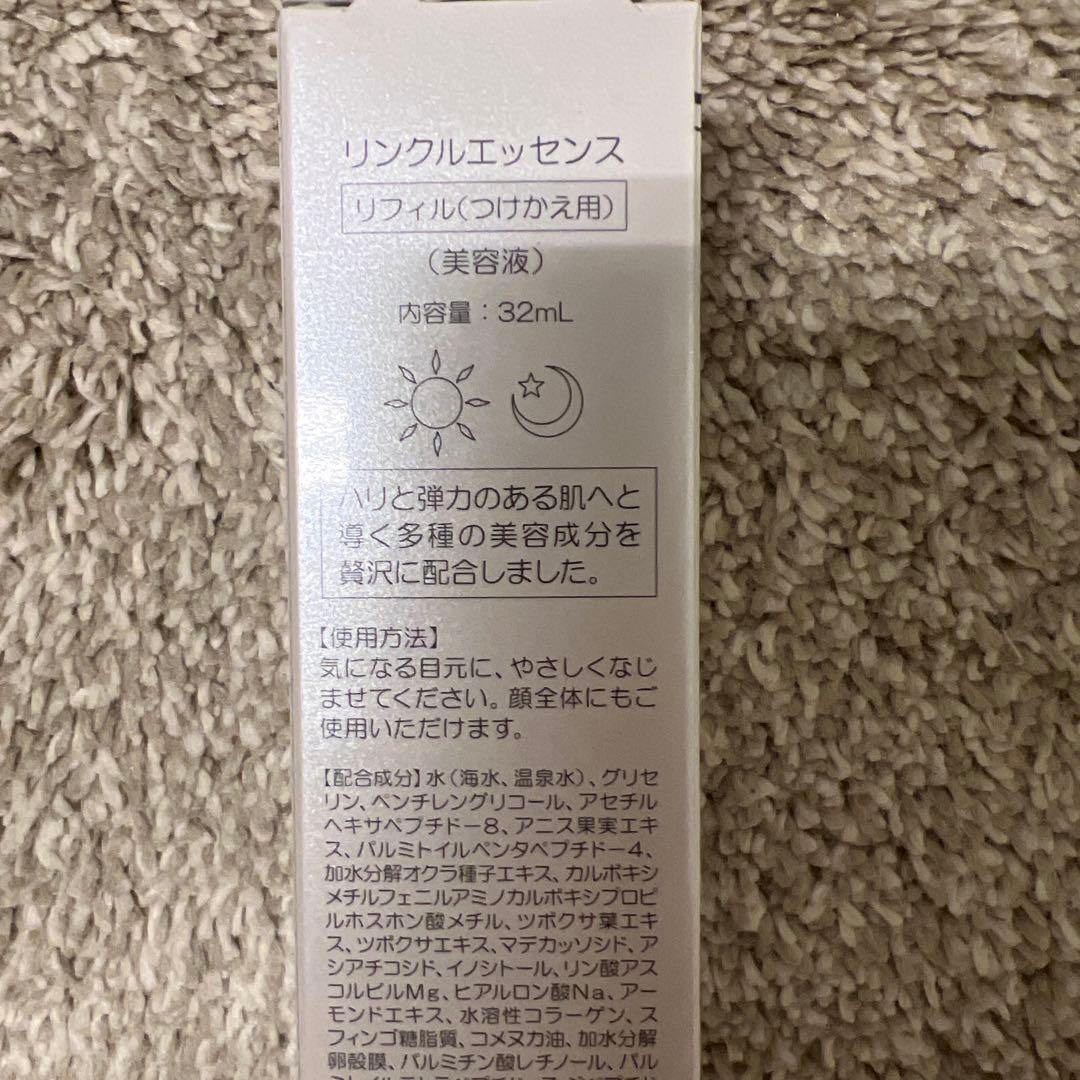 リンクルエッセンス
リフィル(つけかえ用)
(美容液)
内容量：32mL
ハリと弾力のある肌へと
導く多種の美容成分を
贅沢に配合しました。
【使用方法】
気になる目元に、やさしくなじ
ませてください。顔全体にもご
使用いただけます。
【配合成分】水(海水、温泉水)、グリセ
リン、ペンチレングリコール、アセチル
ヘキサペプチドー8、アニス果実エキ
ス、パルミトイルペンタペプチドー4、
加水分解オクラ種子エキス、カルボキシ
メチルフェニルアミノカルボキシプロピ
ルホスホン酸メチル、ツボクサ葉エキ
ス、ツボクサエキス、マデカッソシド、ア
シアチコシド、イノシトール、リン酸アス
コルビルMg、ヒアルロン酸Na、アー
モンドエキス、水溶性コラーゲン、ス
フィンゴ糖脂質、コメヌカ油、加水分解
卵殻膜、パルミチン酸レチノール、パル